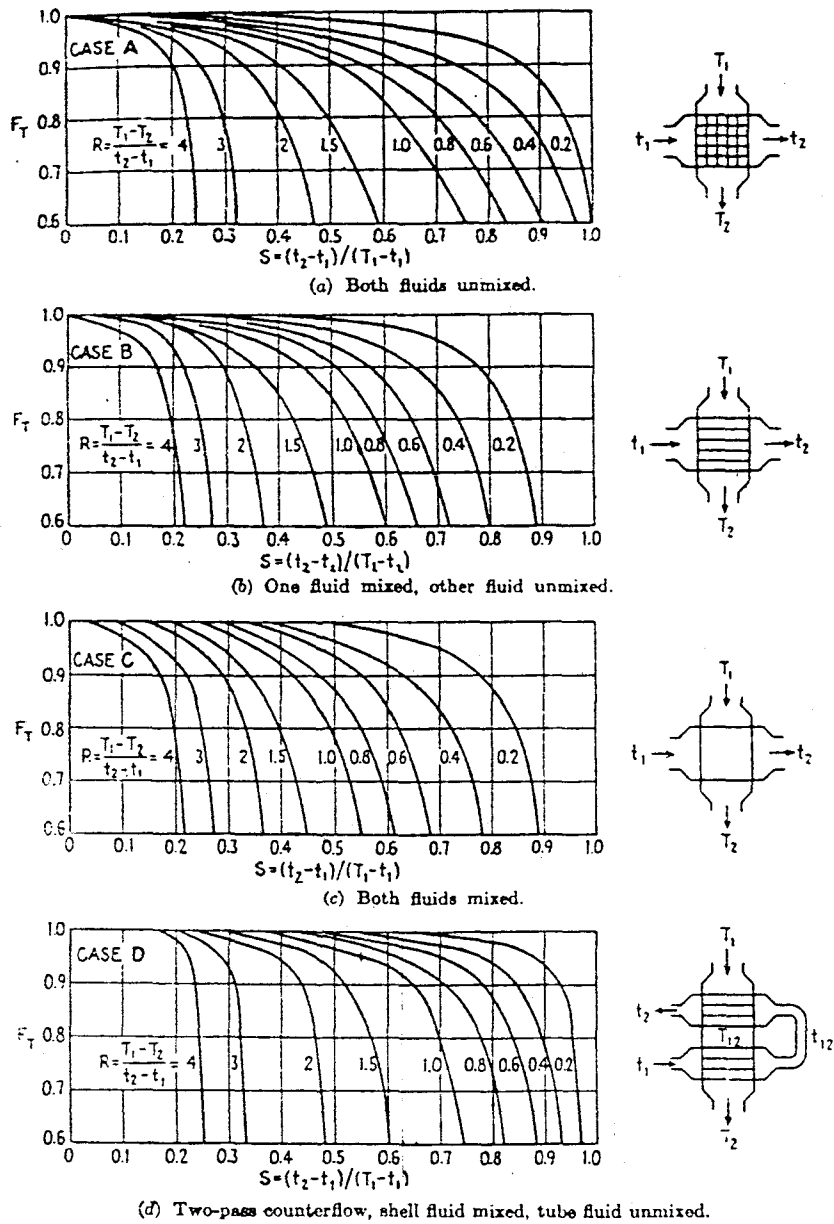 1.0
CASE A
0.9
F_T 0.8
R = (T₁-T₂)/(t₂-t₁) = 4 3 2 1.5 1.0 0.8 0.6 0.4 0.2
0.7
0.6
0 0.1 0.2 0.3 0.4 0.5 0.6 0.7 0.8 0.9 1.0
S = (t₂-t₁)/(T₁-t₁)
T₁
t₁ t₂
T₂
(a) Both fluids unmixed.
1.0
CASE B
0.9
F_T 0.8
R = (T₁-T₂)/(t₂-t₁) = 4 3 2 1.5 1.0 0.8 0.6 0.4 0.2
0.7
0.6
0 0.1 0.2 0.3 0.4 0.5 0.6 0.7 0.8 0.9 1.0
S = (t₂-t₁)/(T₁-t₁)
T₁
t₁ t₂
T₂
(b) One fluid mixed, other fluid unmixed.
1.0
CASE C
0.9
F_T 0.8
R = (T₁-T₂)/(t₂-t₁) = 4 3 2 1.5 1.0 0.8 0.6 0.4 0.2
0.7
0.6
0 0.1 0.2 0.3 0.4 0.5 0.6 0.7 0.8 0.9 1.0
S = (t₂-t₁)/(T₁-t₁)
T₁
t₁ t₂
T₂
(c) Both fluids mixed.
1.0
CASE D
0.9
F_T 0.8
R = (T₁-T₂)/(t₂-t₁) = 4 3 2 1.5 1.0 0.8 0.6 0.4 0.2
0.7
0.6
0 0.1 0.2 0.3 0.4 0.5 0.6 0.7 0.8 0.9 1.0
S = (t₂-t₁)/(T₁-t₁)
T₁
t₂ T₁₂ t₁₂
t₁
T₂
(d) Two-pass counterflow, shell fluid mixed, tube fluid unmixed.